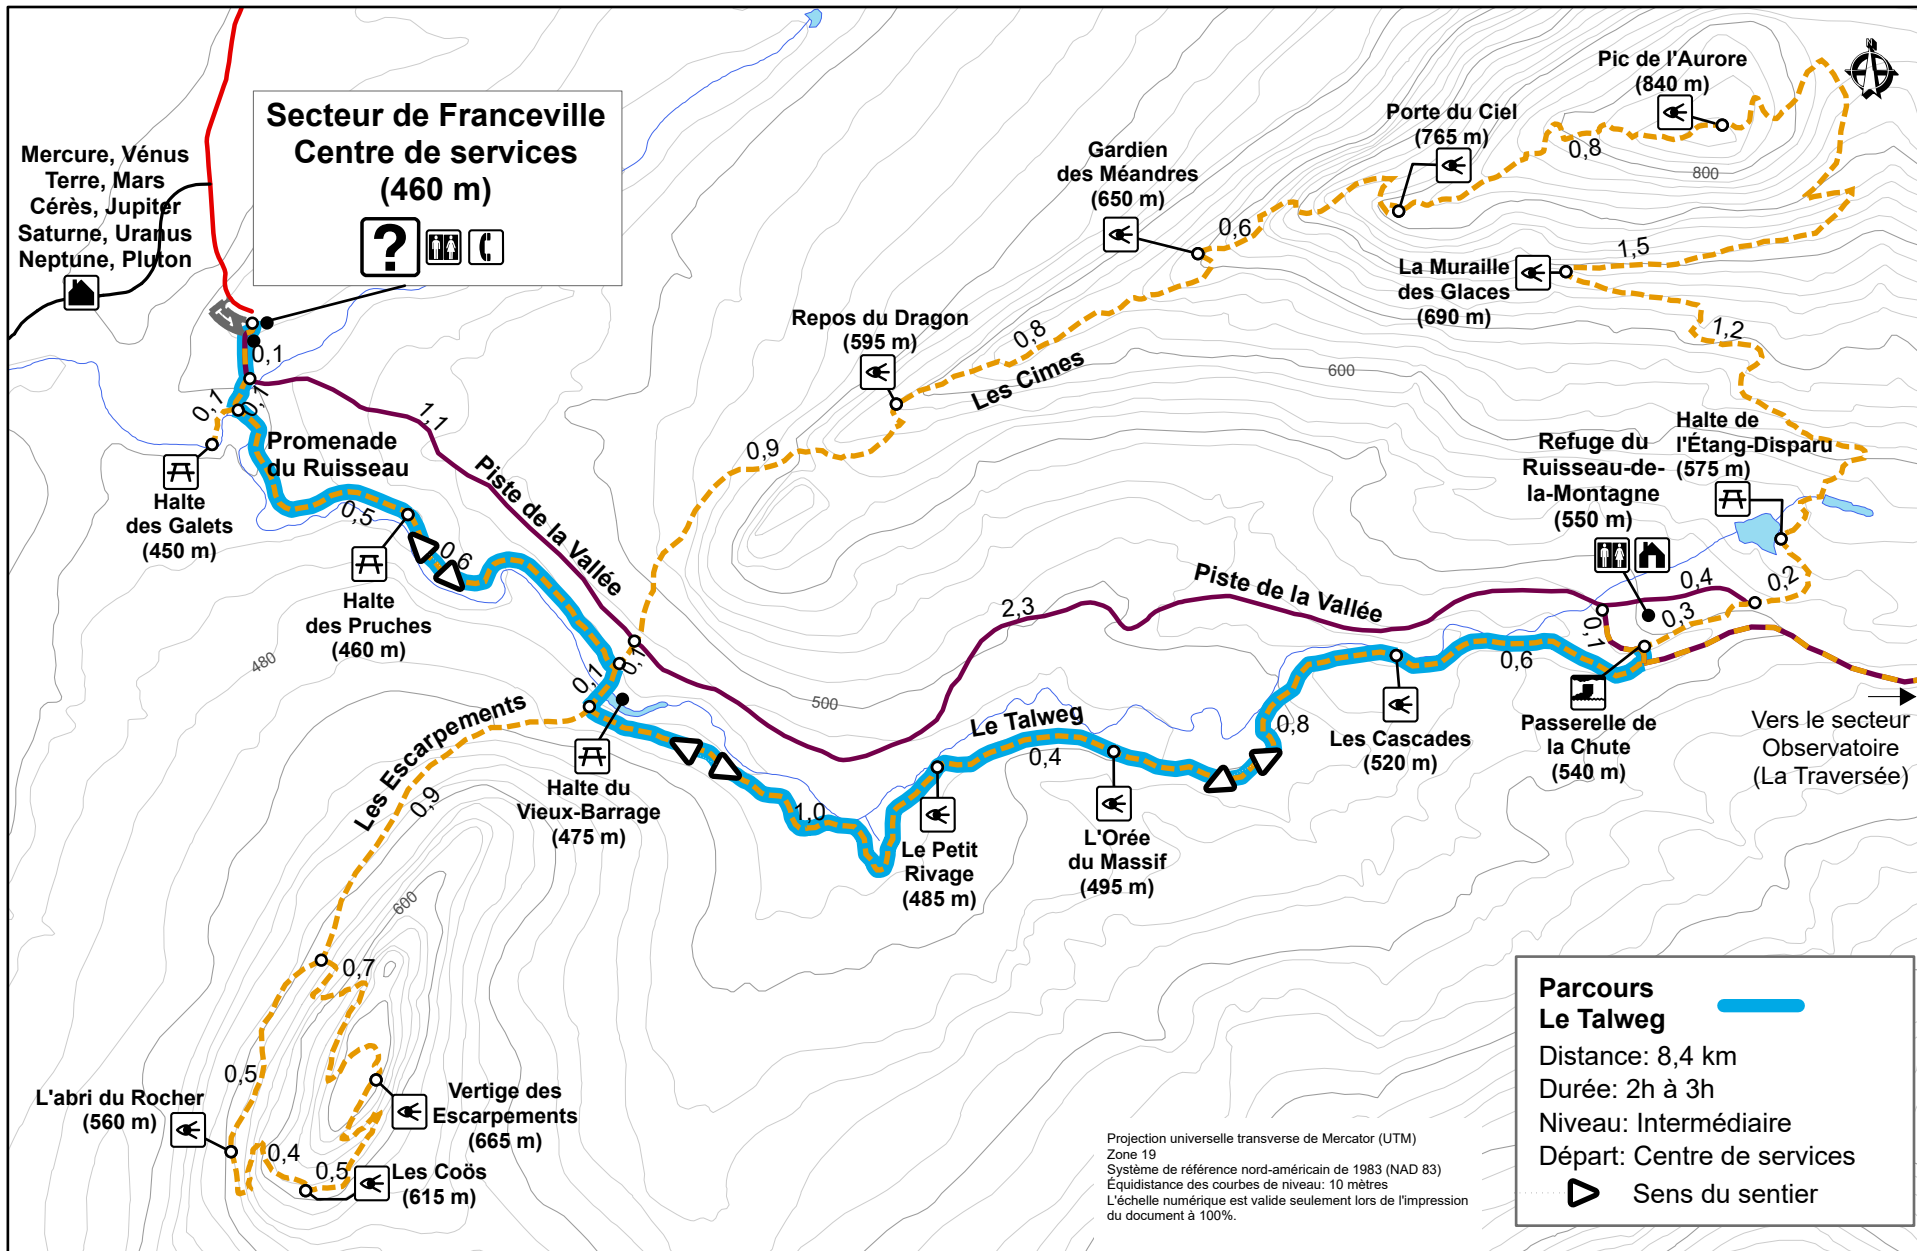 Secteur de Franceville
Centre de services
(460 m)
?
Mercure, Vénus
Terre, Mars
Cérès, Jupiter
Saturne, Uranus
Neptune, Pluton
Pic de l'Aurore
(840 m)
N
Porte du Ciel
(765 m)
0,8
800
Gardien
des Méandres
(650 m)
0,6
1,5
La Muraille
des Glaces
(690 m)
1,2
Repos du Dragon
(595 m)
0,8
Les Cimes
600
0,1
0,1
0,1
1,1
Promenade
du Ruisseau
Halte
des Galets
(450 m)
0,5
Piste de la Vallée
0,9
Halte de
l'Étang-Disparu
(575 m)
Refuge du
Ruisseau-de-
la-Montagne
(550 m)
0,6
Halte
des Pruches
(460 m)
480
0,1
0,1
2,3
Piste de la Vallée
0,4
0,2
0,3
0,1
0,6
500
Les Escarpements
0,9
Halte du
Vieux-Barrage
(475 m)
Le Talweg
0,4
0,8
1,0
Le Petit
Rivage
(485 m)
L'Orée
du Massif
(495 m)
Les Cascades
(520 m)
Passerelle de
la Chute
(540 m)
Vers le secteur
Observatoire
(La Traversée)
600
0,7
0,5
L'abri du Rocher
(560 m)
Vertige des
Escarpements
(665 m)
0,4
0,5
Les Coös
(615 m)
Projection universelle transverse de Mercator (UTM)
Zone 19
Système de référence nord-américain de 1983 (NAD 83)
Équidistance des courbes de niveau: 10 mètres
L'échelle numérique est valide seulement lors de l'impression
du document à 100%.
Parcours
Le Talweg
Distance: 8,4 km
Durée: 2h à 3h
Niveau: Intermédiaire
Départ: Centre de services
Sens du sentier